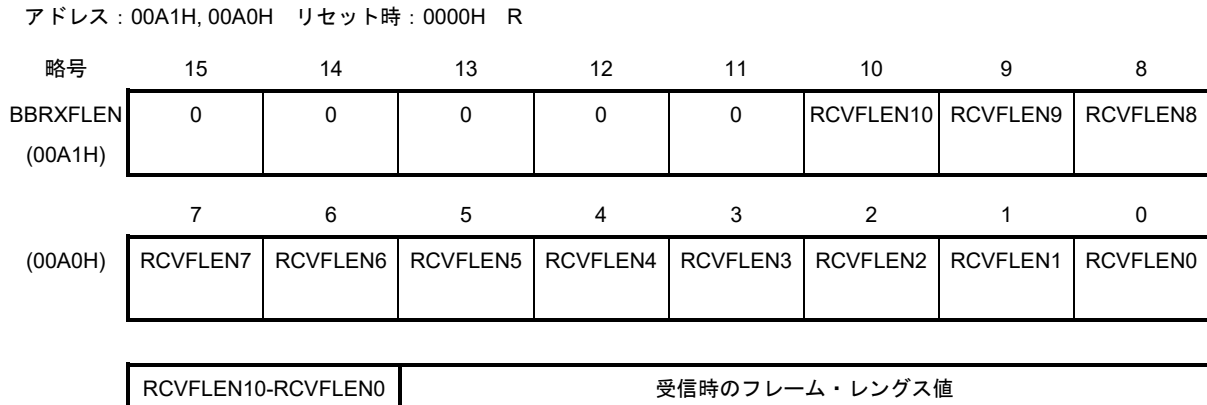 アドレス：00A1H, 00A0H リセット時：0000H R
略号 15 14 13 12 11 10 9 8
BBRXFLEN 0 0 0 0 0 RCVFLEN10 RCVFLEN9 RCVFLEN8
(00A1H)
7 6 5 4 3 2 1 0
(00A0H) RCVFLEN7 RCVFLEN6 RCVFLEN5 RCVFLEN4 RCVFLEN3 RCVFLEN2 RCVFLEN1 RCVFLEN0
RCVFLEN10-RCVFLEN0 受信時のフレーム・レングス値